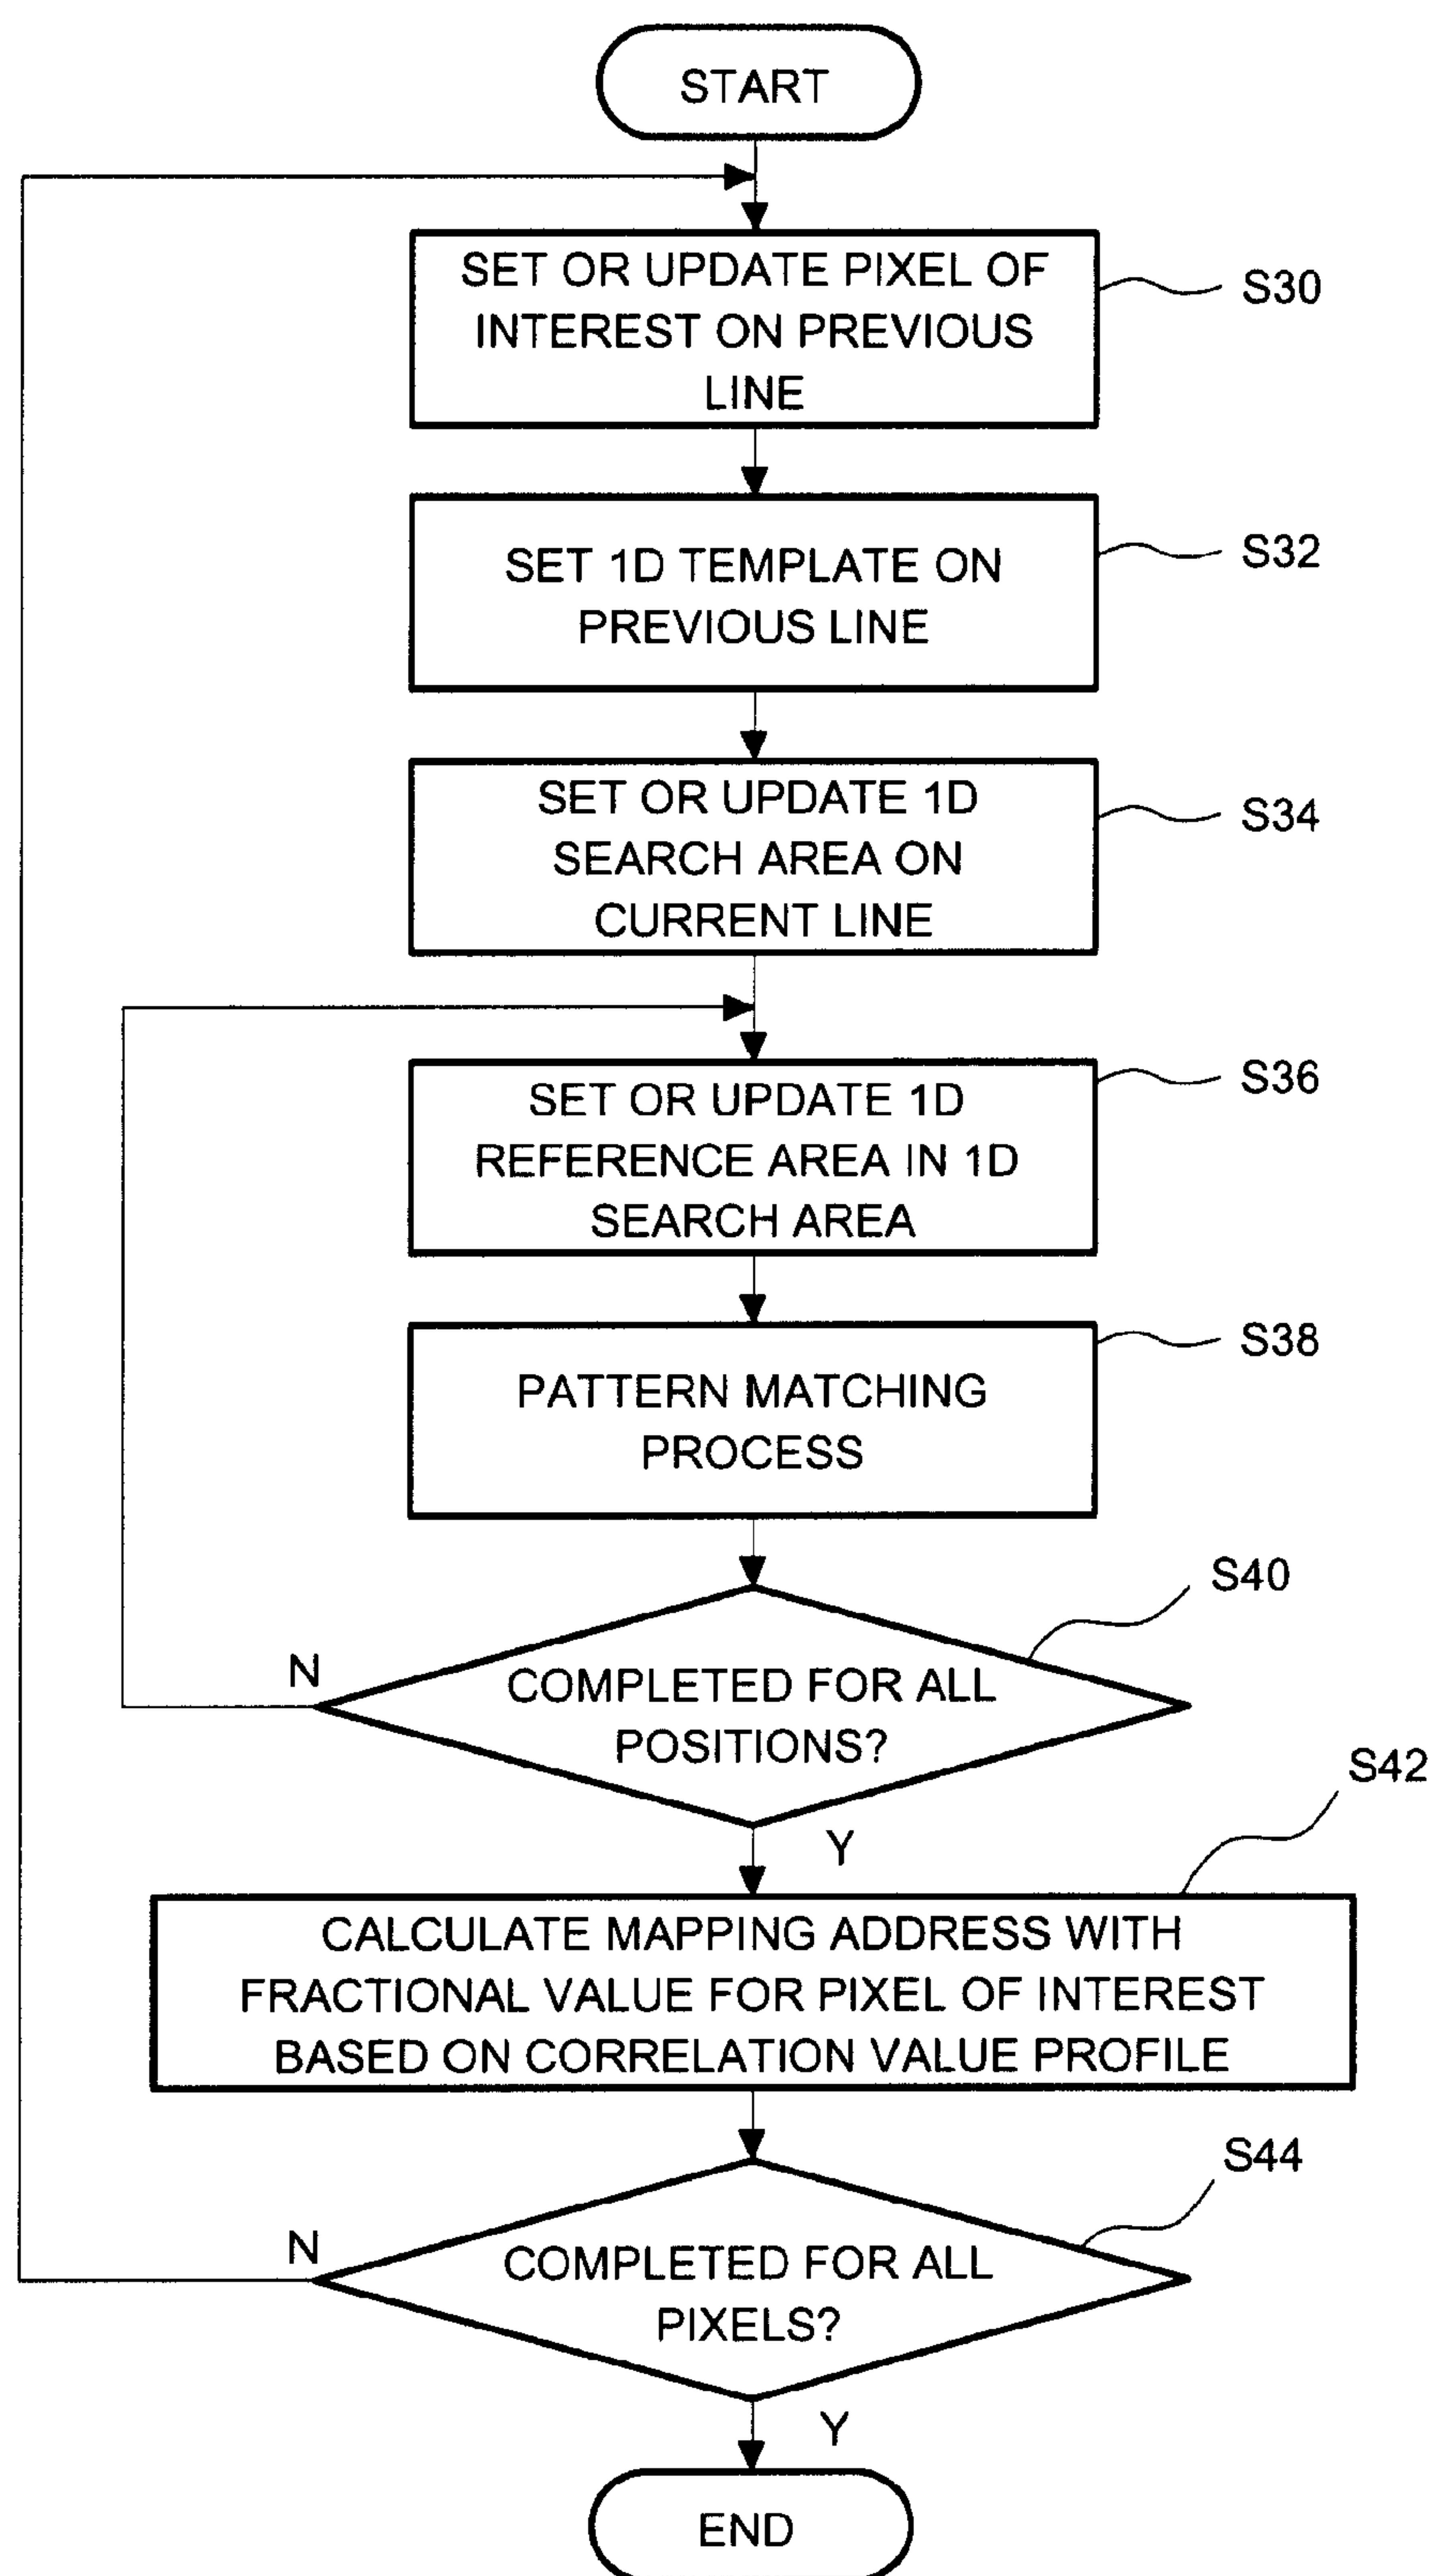 START
SET OR UPDATE PIXEL OF
INTEREST ON PREVIOUS
LINE
S30
SET 1D TEMPLATE ON
PREVIOUS LINE
S32
SET OR UPDATE 1D
SEARCH AREA ON
CURRENT LINE
S34
SET OR UPDATE 1D
REFERENCE AREA IN 1D
SEARCH AREA
S36
PATTERN MATCHING
PROCESS
S38
S40
N
COMPLETED FOR ALL
POSITIONS?
Y
S42
CALCULATE MAPPING ADDRESS WITH
FRACTIONAL VALUE FOR PIXEL OF INTEREST
BASED ON CORRELATION VALUE PROFILE
S44
N
COMPLETED FOR ALL
PIXELS?
Y
END